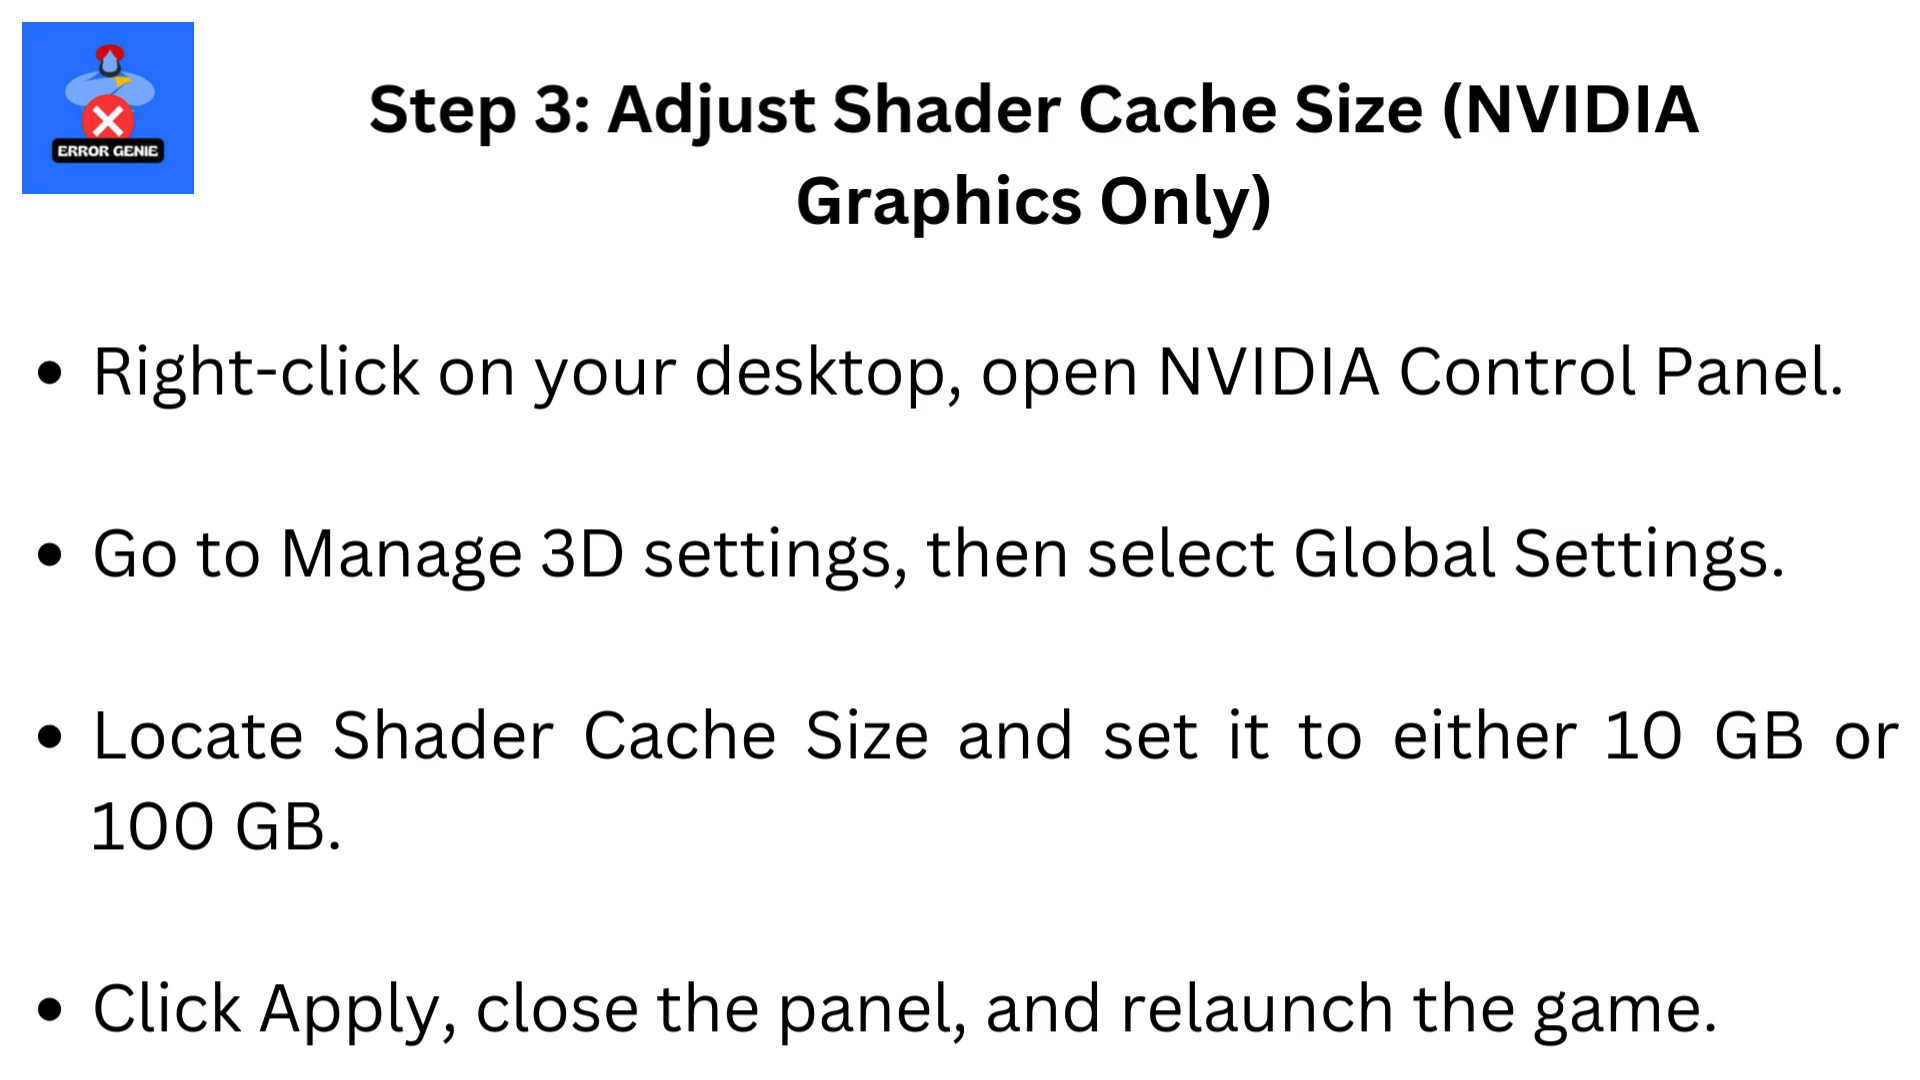 ERROR GENIE
Step 3: Adjust Shader Cache Size (NVIDIA
Graphics Only)
• Right-click on your desktop, open NVIDIA Control Panel.
• Go to Manage 3D settings, then select Global Settings.
• Locate Shader Cache Size and set it to either 10 GB or
100 GB.
• Click Apply, close the panel, and relaunch the game.